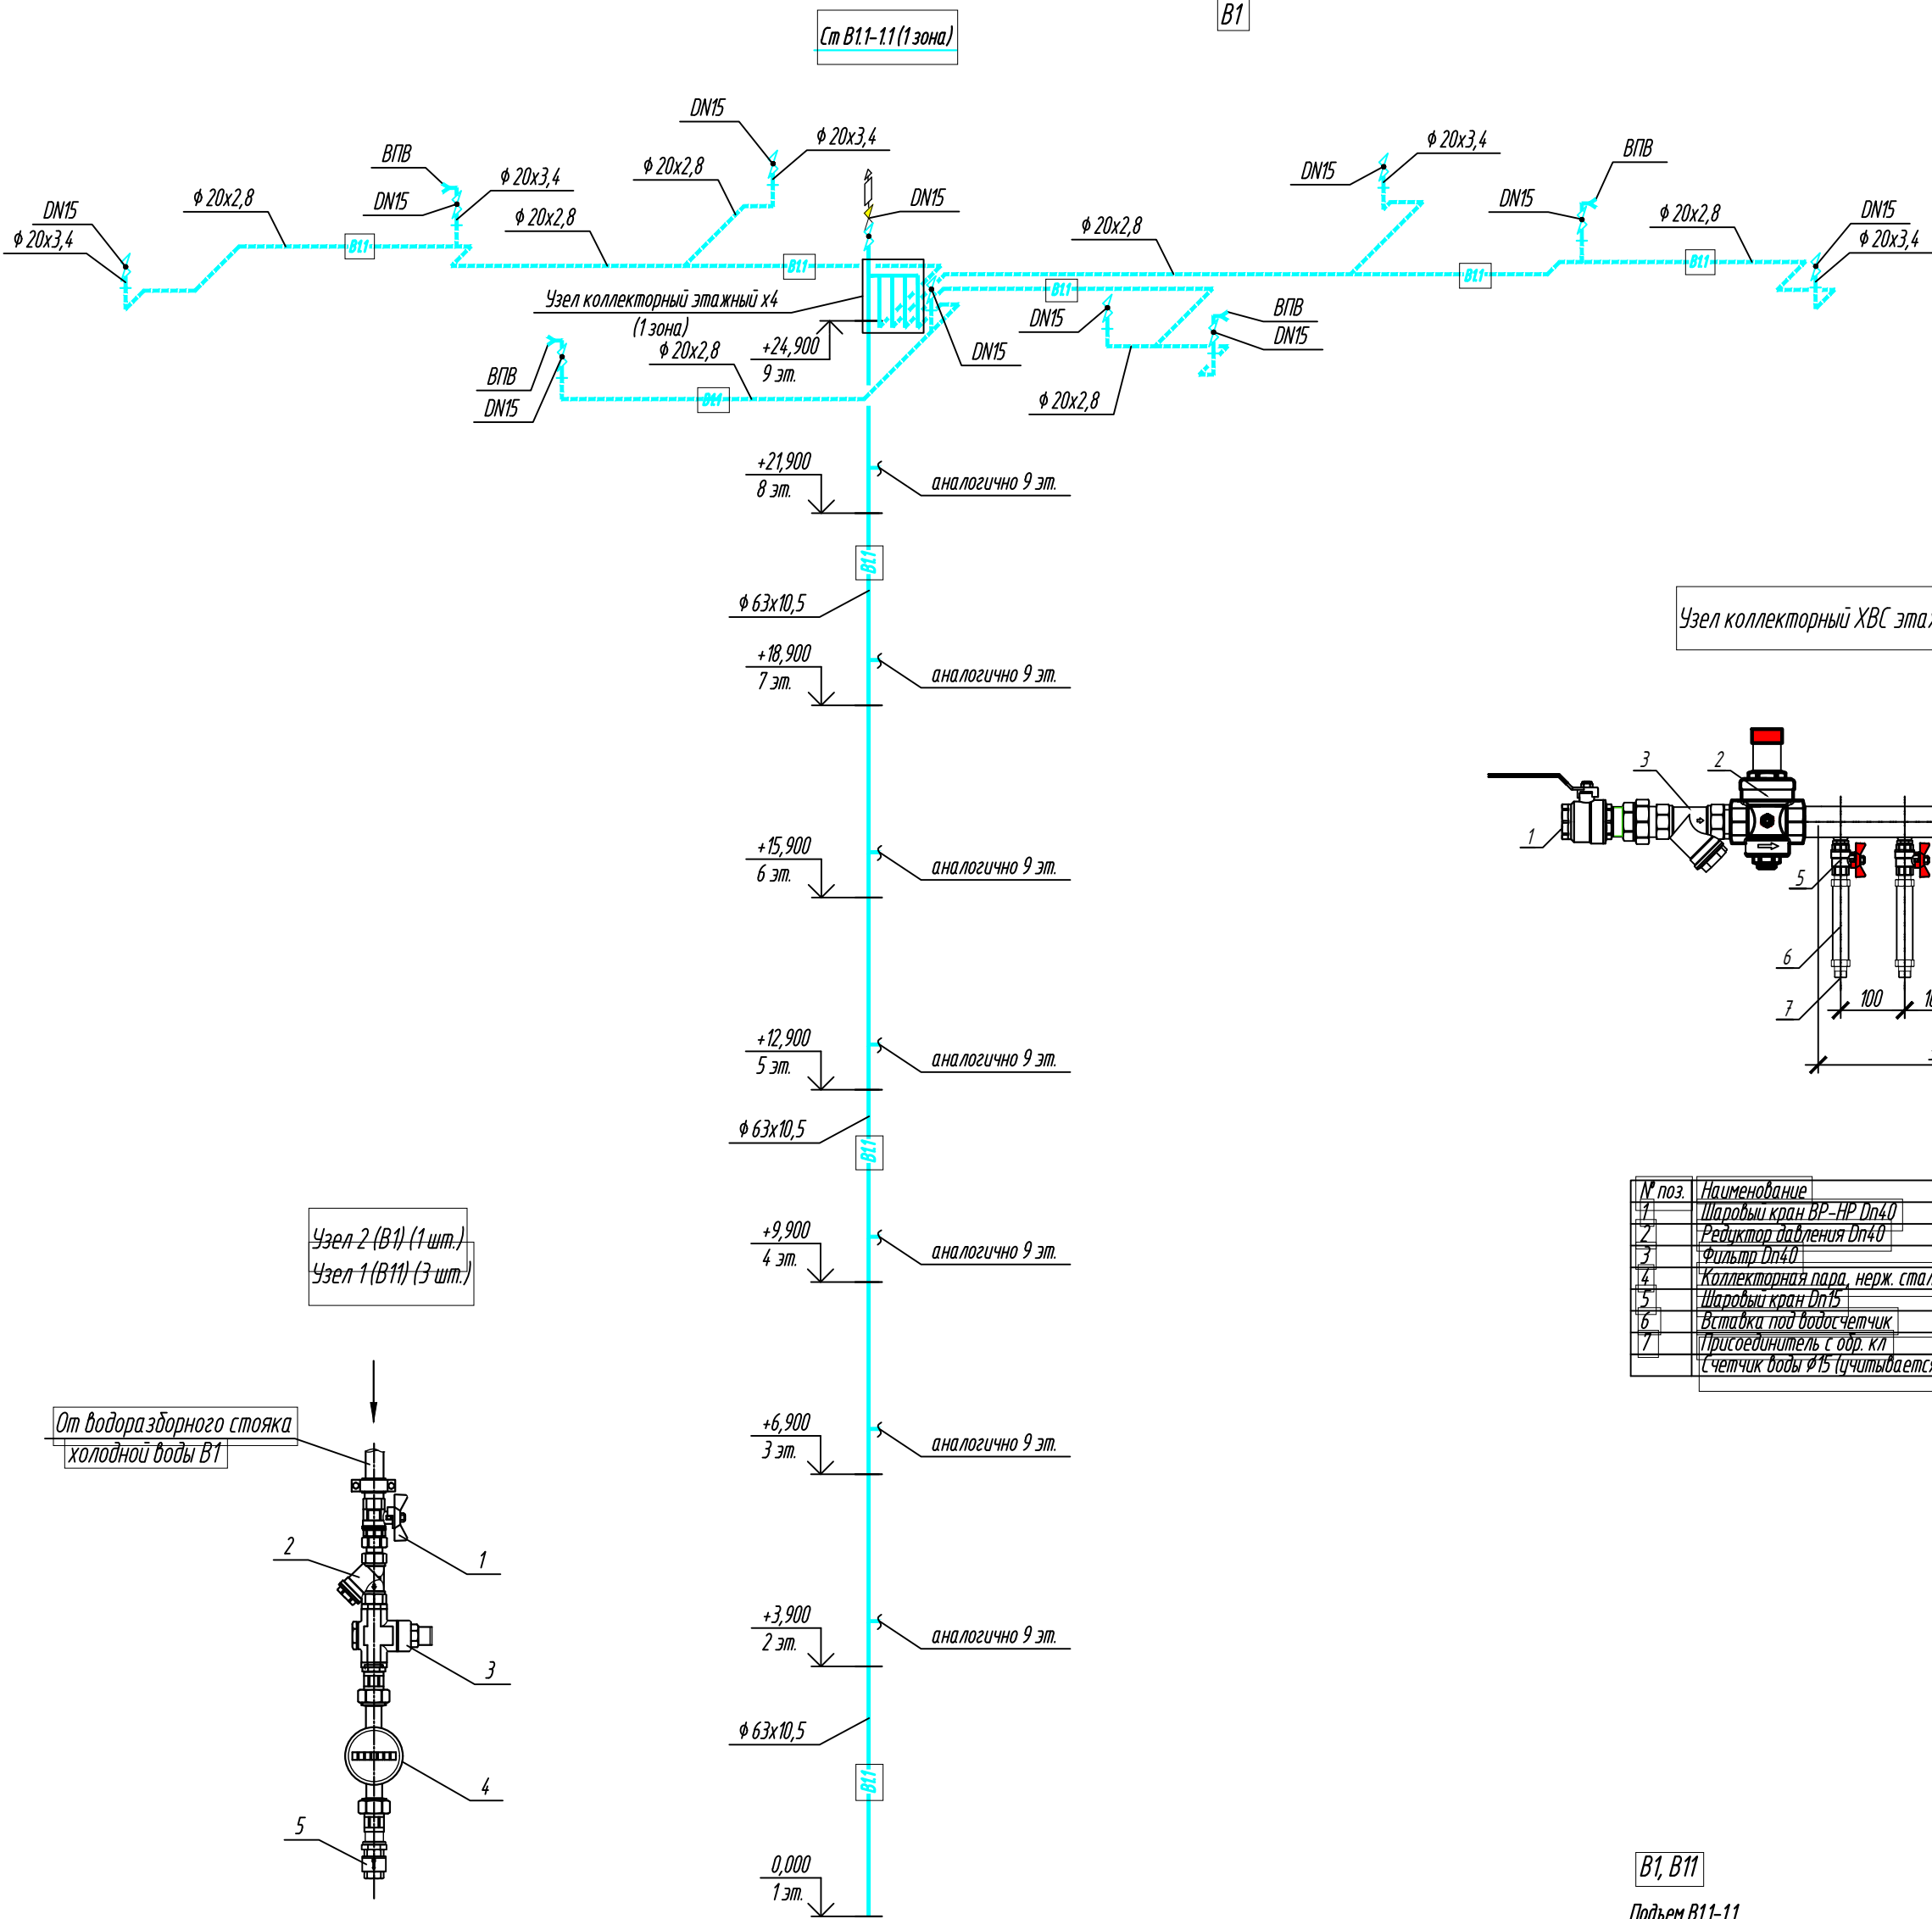 В1
Ст В1.1-1.1 (1 зона)
DN15
ϕ 20х3,4
ϕ 20х2,8
ВПВ
DN15
ϕ 20х3,4
ϕ 20х2,8
ϕ 20х2,8
DN15
ϕ 20х3,4
DN15
ϕ 20х2,8
DN15
ϕ 20х3,4
ВПВ
DN15
ϕ 20х2,8
DN15
ϕ 20х3,4
В1.1
В1.1
В1.1
В1.1
В1.1
Узел коллекторный этажный х4
(1 зона)
ϕ 20х2,8
+24,900
9 эт.
DN15
DN15
ВПВ
DN15
ϕ 20х2,8
ВПВ
DN15
В1.1
+21,900
8 эт.
аналогично 9 эт.
В1.1
ϕ 63х10,5
+18,900
7 эт.
аналогично 9 эт.
+15,900
6 эт.
аналогично 9 эт.
+12,900
5 эт.
аналогично 9 эт.
ϕ 63х10,5
В1.1
+9,900
4 эт.
аналогично 9 эт.
+6,900
3 эт.
аналогично 9 эт.
+3,900
2 эт.
аналогично 9 эт.
ϕ 63х10,5
В1.1
0,000
1 эт.
Узел коллекторный ХВС
3
2
1
5
6
7
100
№ поз. Наименование
1 Шаровый кран ВР-НР Dn40
2 Редуктор давления Dn40
3 Фильтр Dn40
4 Коллекторная пара, нерж.
5 Шаровый кран Dn15
6 Вставка под водосчетчик
7 Присоединитель с обр. кл
Счетчик воды ϕ15 (учитывается
Узел 2 (В1) (1 шт.)
Узел 1 (В11) (3 шт.)
От водоразборного стояка
холодной воды В1
2
1
3
4
5
В1, В11
Подъем В1.1-1.1